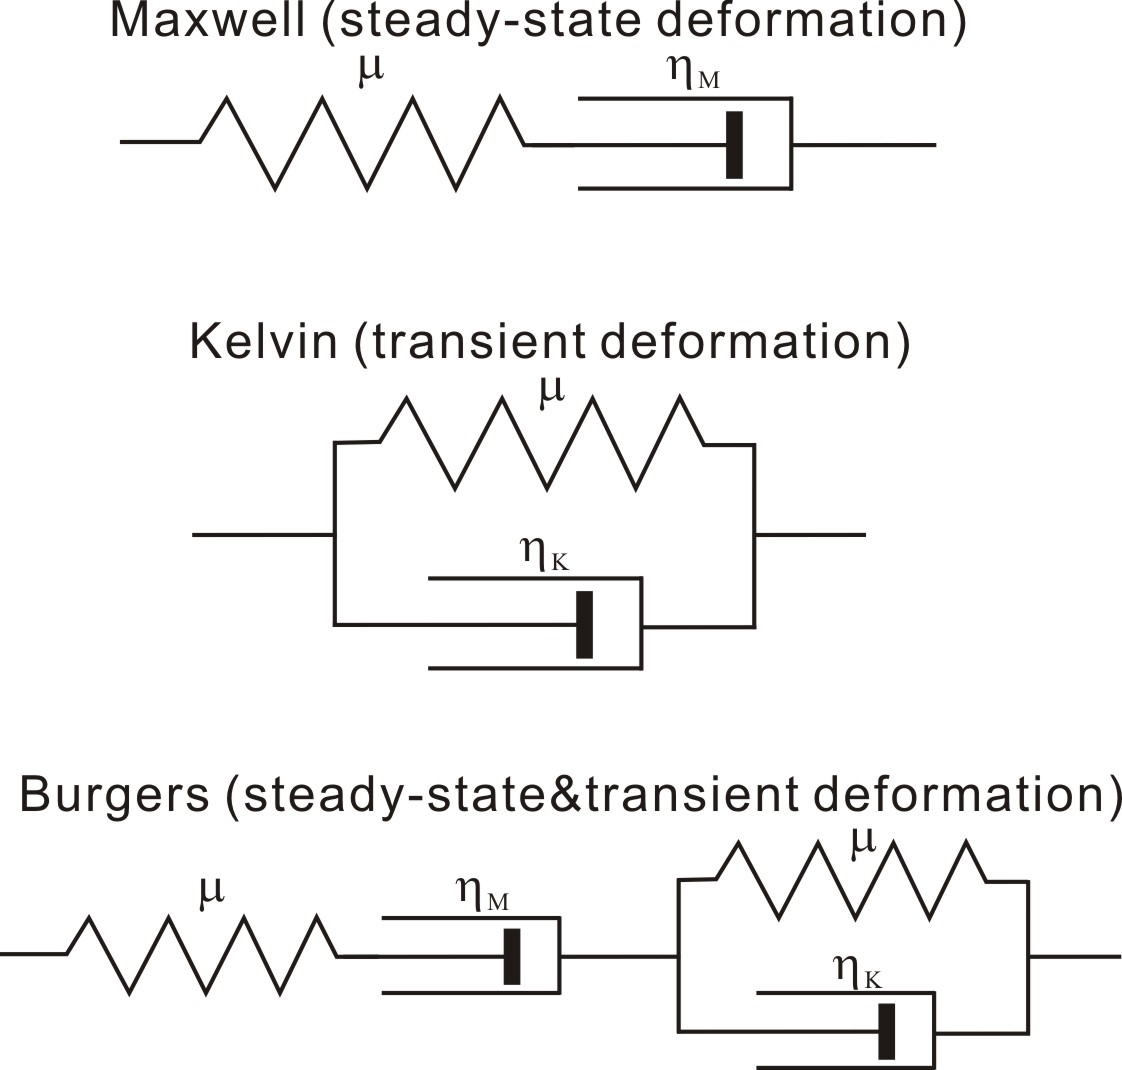 Maxwell (steady-state deformation)
μ
ηM
Kelvin (transient deformation)
μ
ηK
Burgers (steady-state&transient deformation)
μ
μ
ηM
ηK